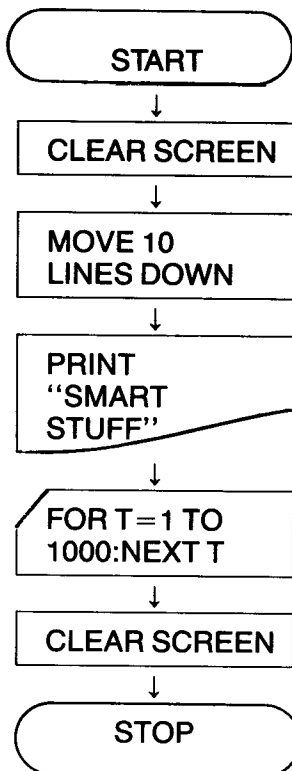 START
CLEAR SCREEN
MOVE 10
LINES DOWN
PRINT
“SMART
STUFF”
FOR T=1 TO
1000:NEXT T
CLEAR SCREEN
STOP